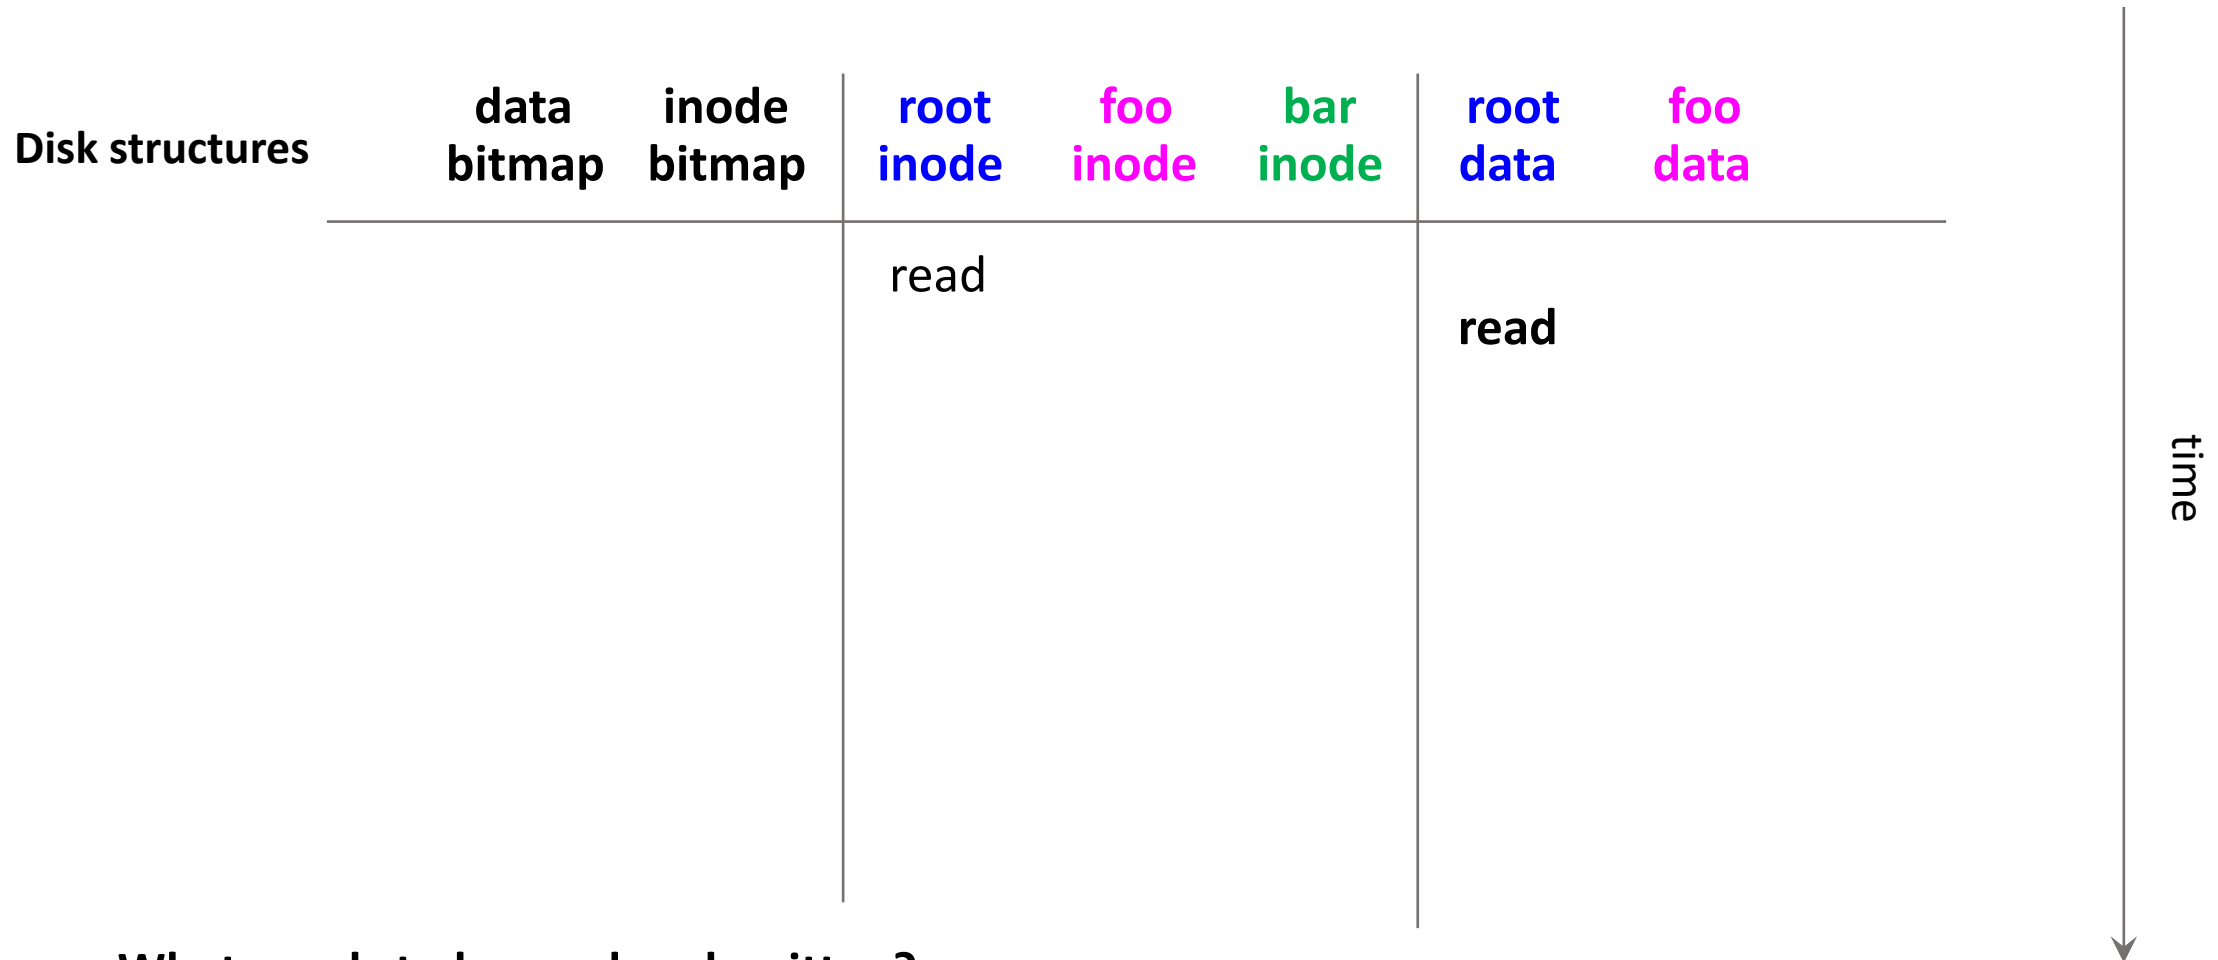 Disk structures
data bitmap
inode bitmap
root inode
foo inode
bar inode
root data
foo data
read
read
time